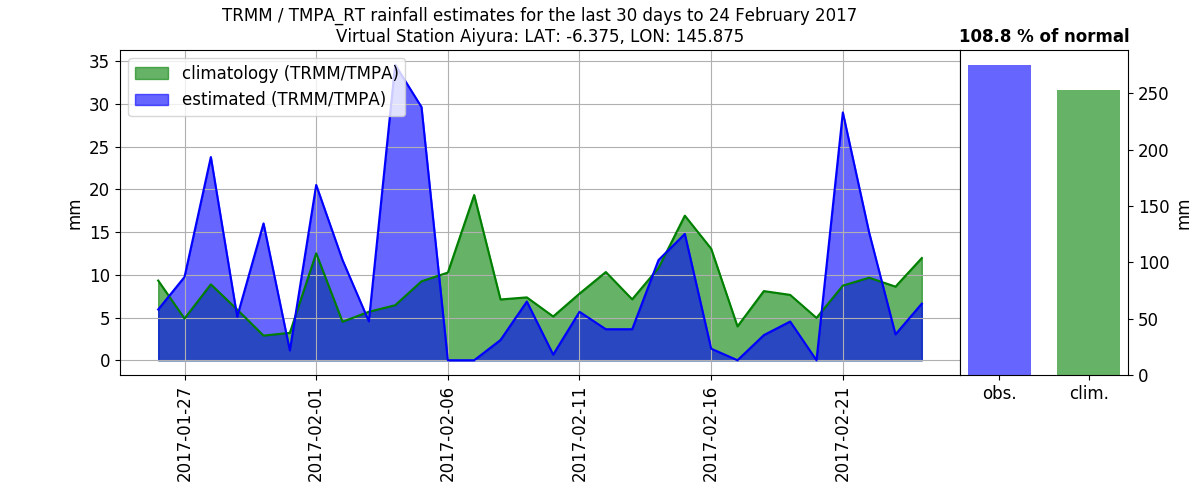 TRMM / TMPA_RT rainfall estimates for the last 30 days to 24 February 2017
Virtual Station Aiyura: LAT: -6.375, LON: 145.875
108.8 % of normal
climatology (TRMM/TMPA)
estimated (TRMM/TMPA)
35
30
25
20
15
10
5
0
mm
2017-01-27
2017-02-01
2017-02-06
2017-02-11
2017-02-16
2017-02-21
250
200
150
100
50
0
mm
obs.
clim.